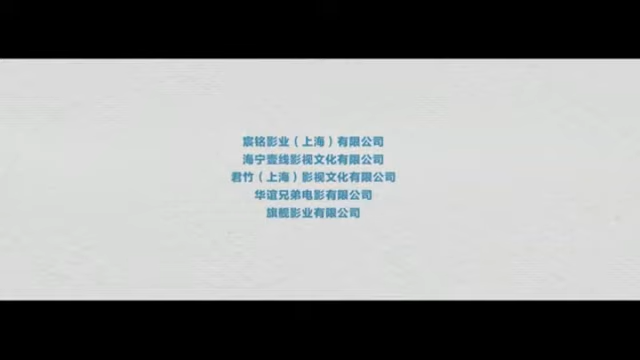 宸铭影业（上海）有限公司
海宁壹线影视文化有限公司
君竹（上海）影视文化有限公司
华谊兄弟电影有限公司
旗舰影业有限公司